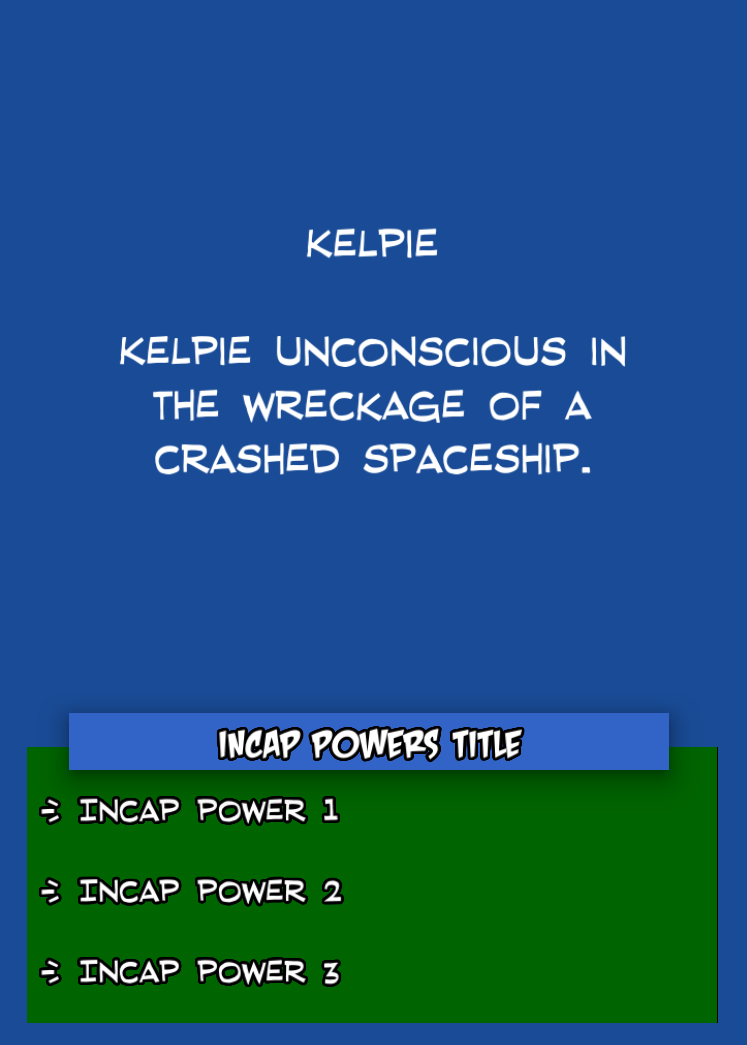 KELPIE
KELPIE UNCONSCIOUS IN
THE WRECKAGE OF A
CRASHED SPACESHIP.
INCAP POWERS TITLE
INCAP POWER 1
INCAP POWER 2
INCAP POWER 3